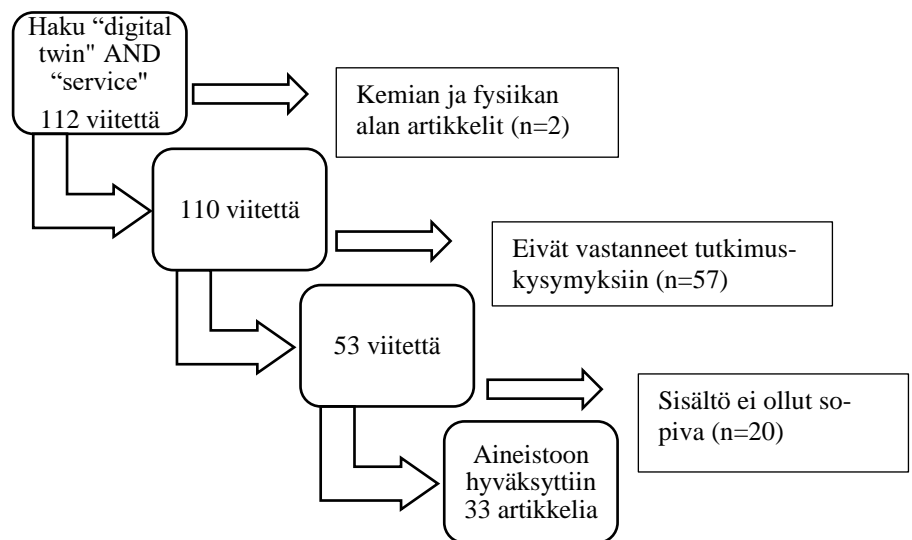 Haku “digital
twin" AND
“service"
112 viitettä
Kemian ja fysiikan
alan artikkelit (n=2)
110 viitettä
Eivät vastanneet tutkimus-
kysymyksiin (n=57)
53 viitettä
Sisältö ei ollut so-
piva (n=20)
Aineistoon
hyväksyttiin
33 artikkelia